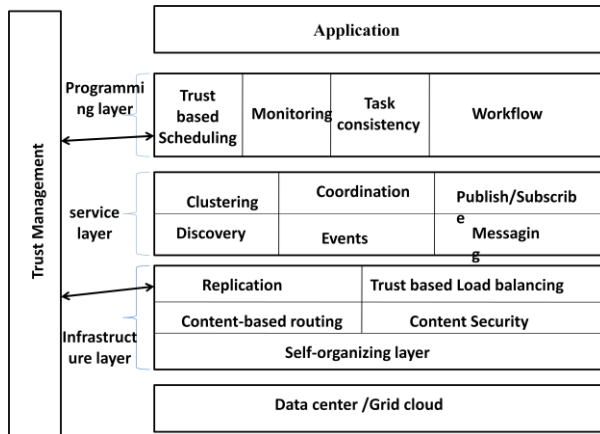 Application
Programmi
ng layer
Trust
based
Scheduling
Monitoring
Task
consistency
Workflow
Trust Management
service
layer
Clustering
Coordination
Publish/Subscrib
e
Discovery
Events
Messagin
g
Replication
Trust based Load balancing
Infrastruct
ure layer
Content-based routing
Content Security
Self-organizing layer
Data center /Grid cloud